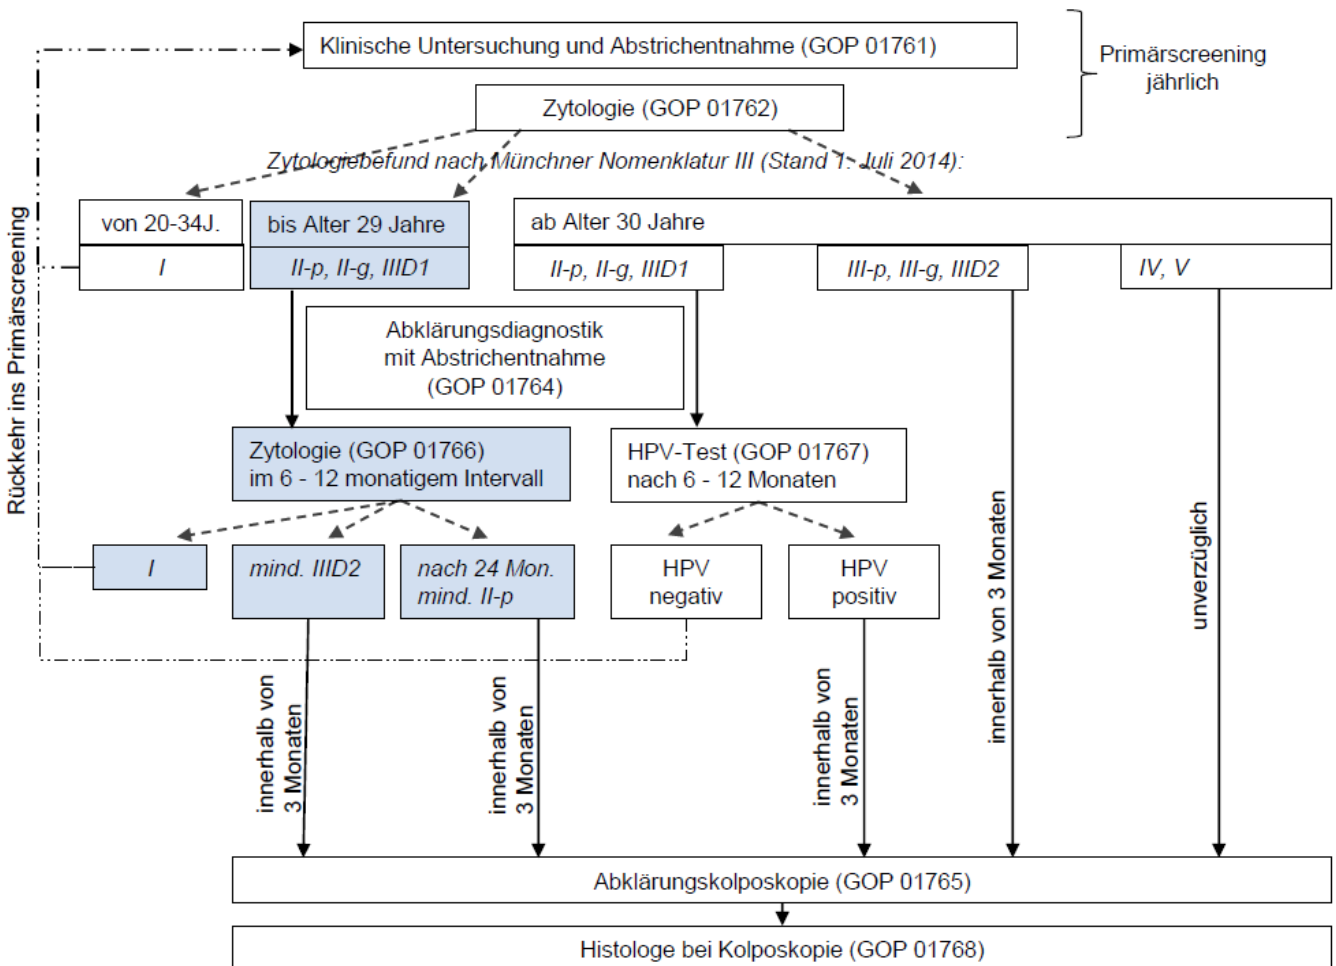 Klinische Untersuchung und Abstrichentnahme (GOP 01761)
Primärscreening
jährlich
Zytologie (GOP 01762)
Zytologiebefund nach Münchner Nomenklatur III (Stand 1. Juli 2014):
von 20-34J.
bis Alter 29 Jahre
ab Alter 30 Jahre
I
II-p, II-g, IIID1
II-p, II-g, IIID1
III-p, III-g, IIID2
IV, V
Abklärungsdiagnostik
mit Abstrichentnahme
(GOP 01764)
Rückkehr ins Primärscreening
Zytologie (GOP 01766)
im 6 - 12 monatigem Intervall
HPV-Test (GOP 01767)
nach 6 - 12 Monaten
I
mind. IIID2
nach 24 Mon.
mind. II-p
HPV
negativ
HPV
positiv
innerhalb von
3 Monaten
innerhalb von
3 Monaten
innerhalb von
3 Monaten
innerhalb von 3 Monaten
unverzüglich
Abklärungskolposkopie (GOP 01765)
Histologe bei Kolposkopie (GOP 01768)